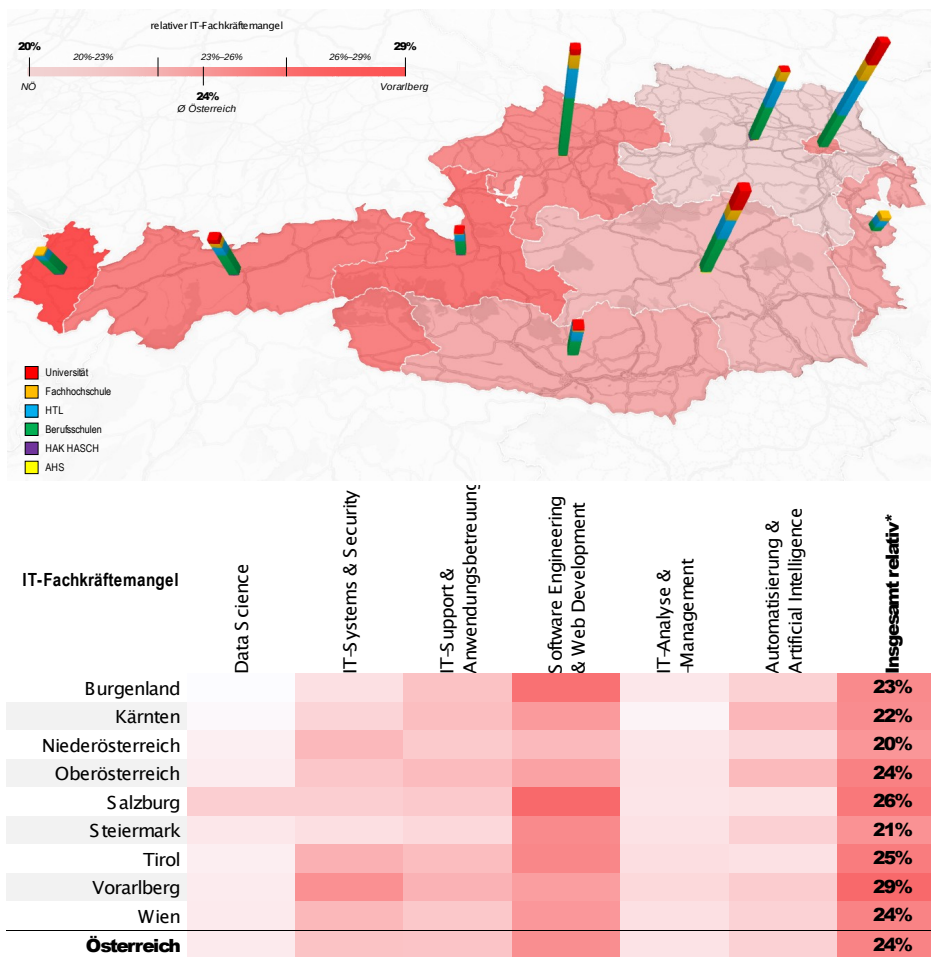 relativer IT-Fachkräftemangel
20% 29%
20%-23% 23%–26% 26%–29%
NÖ Vorarlberg
24%
Ø Österreich
Universität
Fachhochschule
HTL
Berufsschulen
HAK HASCH
AHS
IT-Fachkräftemangel
Data Science
IT-Systems & Security
IT-Support &
Anwendungsbetreuung
Software Engineering
& Web Development
IT-Analyse &
-Management
Automatisierung &
Artificial Intelligence
Insgesamt relativ*
Burgenland 23%
Kärnten 22%
Niederösterreich 20%
Oberösterreich 24%
Salzburg 26%
Steiermark 21%
Tirol 25%
Vorarlberg 29%
Wien 24%
Österreich 24%